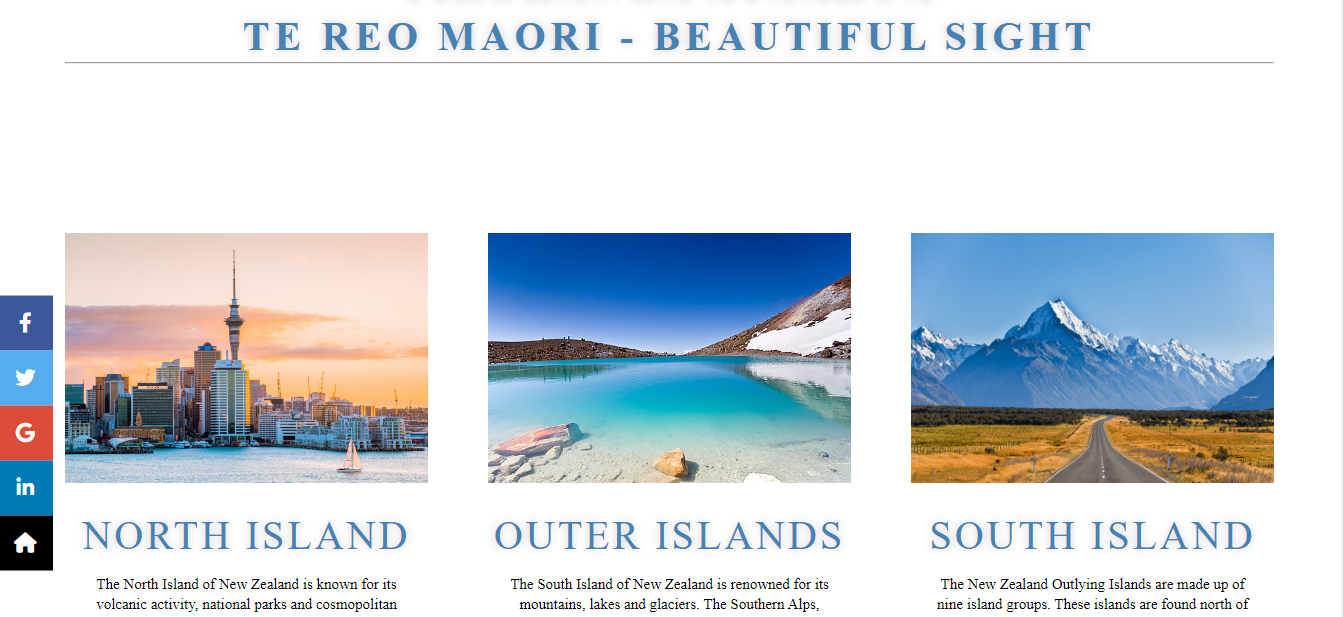 TE REO MAORI - BEAUTIFUL SIGHT
NORTH ISLAND
The North Island of New Zealand is known for its
volcanic activity, national parks and cosmopolitan
OUTER ISLANDS
The South Island of New Zealand is renowned for its
mountains, lakes and glaciers. The Southern Alps,
SOUTH ISLAND
The New Zealand Outlying Islands are made up of
nine island groups. These islands are found north of